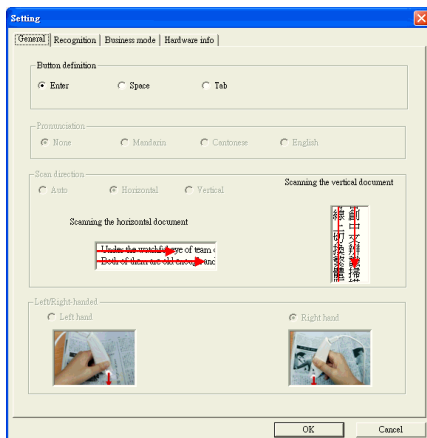 Setting
General Recognition Business mode Hardware info
Button definition
Enter Space Tab
Pronunciation
None Mandarin Cantonese English
Scan direction
Auto Horizontal Vertical
Scanning the vertical document
Scanning the horizontal document
Under the watchful eye of team
Both of them are old enough and
Left/Right-handed
Left hand Right hand
OK Cancel